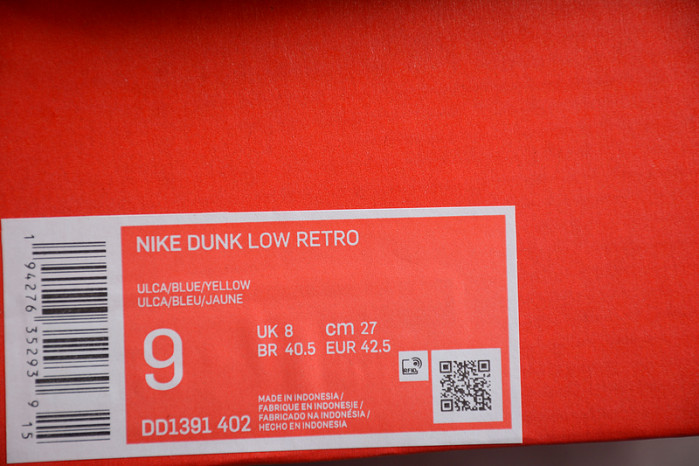 NIKE DUNK LOW RETRO
ULCA/BLUE/YELLOW
ULCA/BLEU/JAUNE
9
UK 8 cm 27
BR 40.5 EUR 42.5
RFID
DD1391 402
MADE IN INDONESIA /
FABRIQUE EN INDONESIE /
FABRICADO NA INDONÉSIA /
HECHO EN INDONESIA
1 94276 35293 9 15